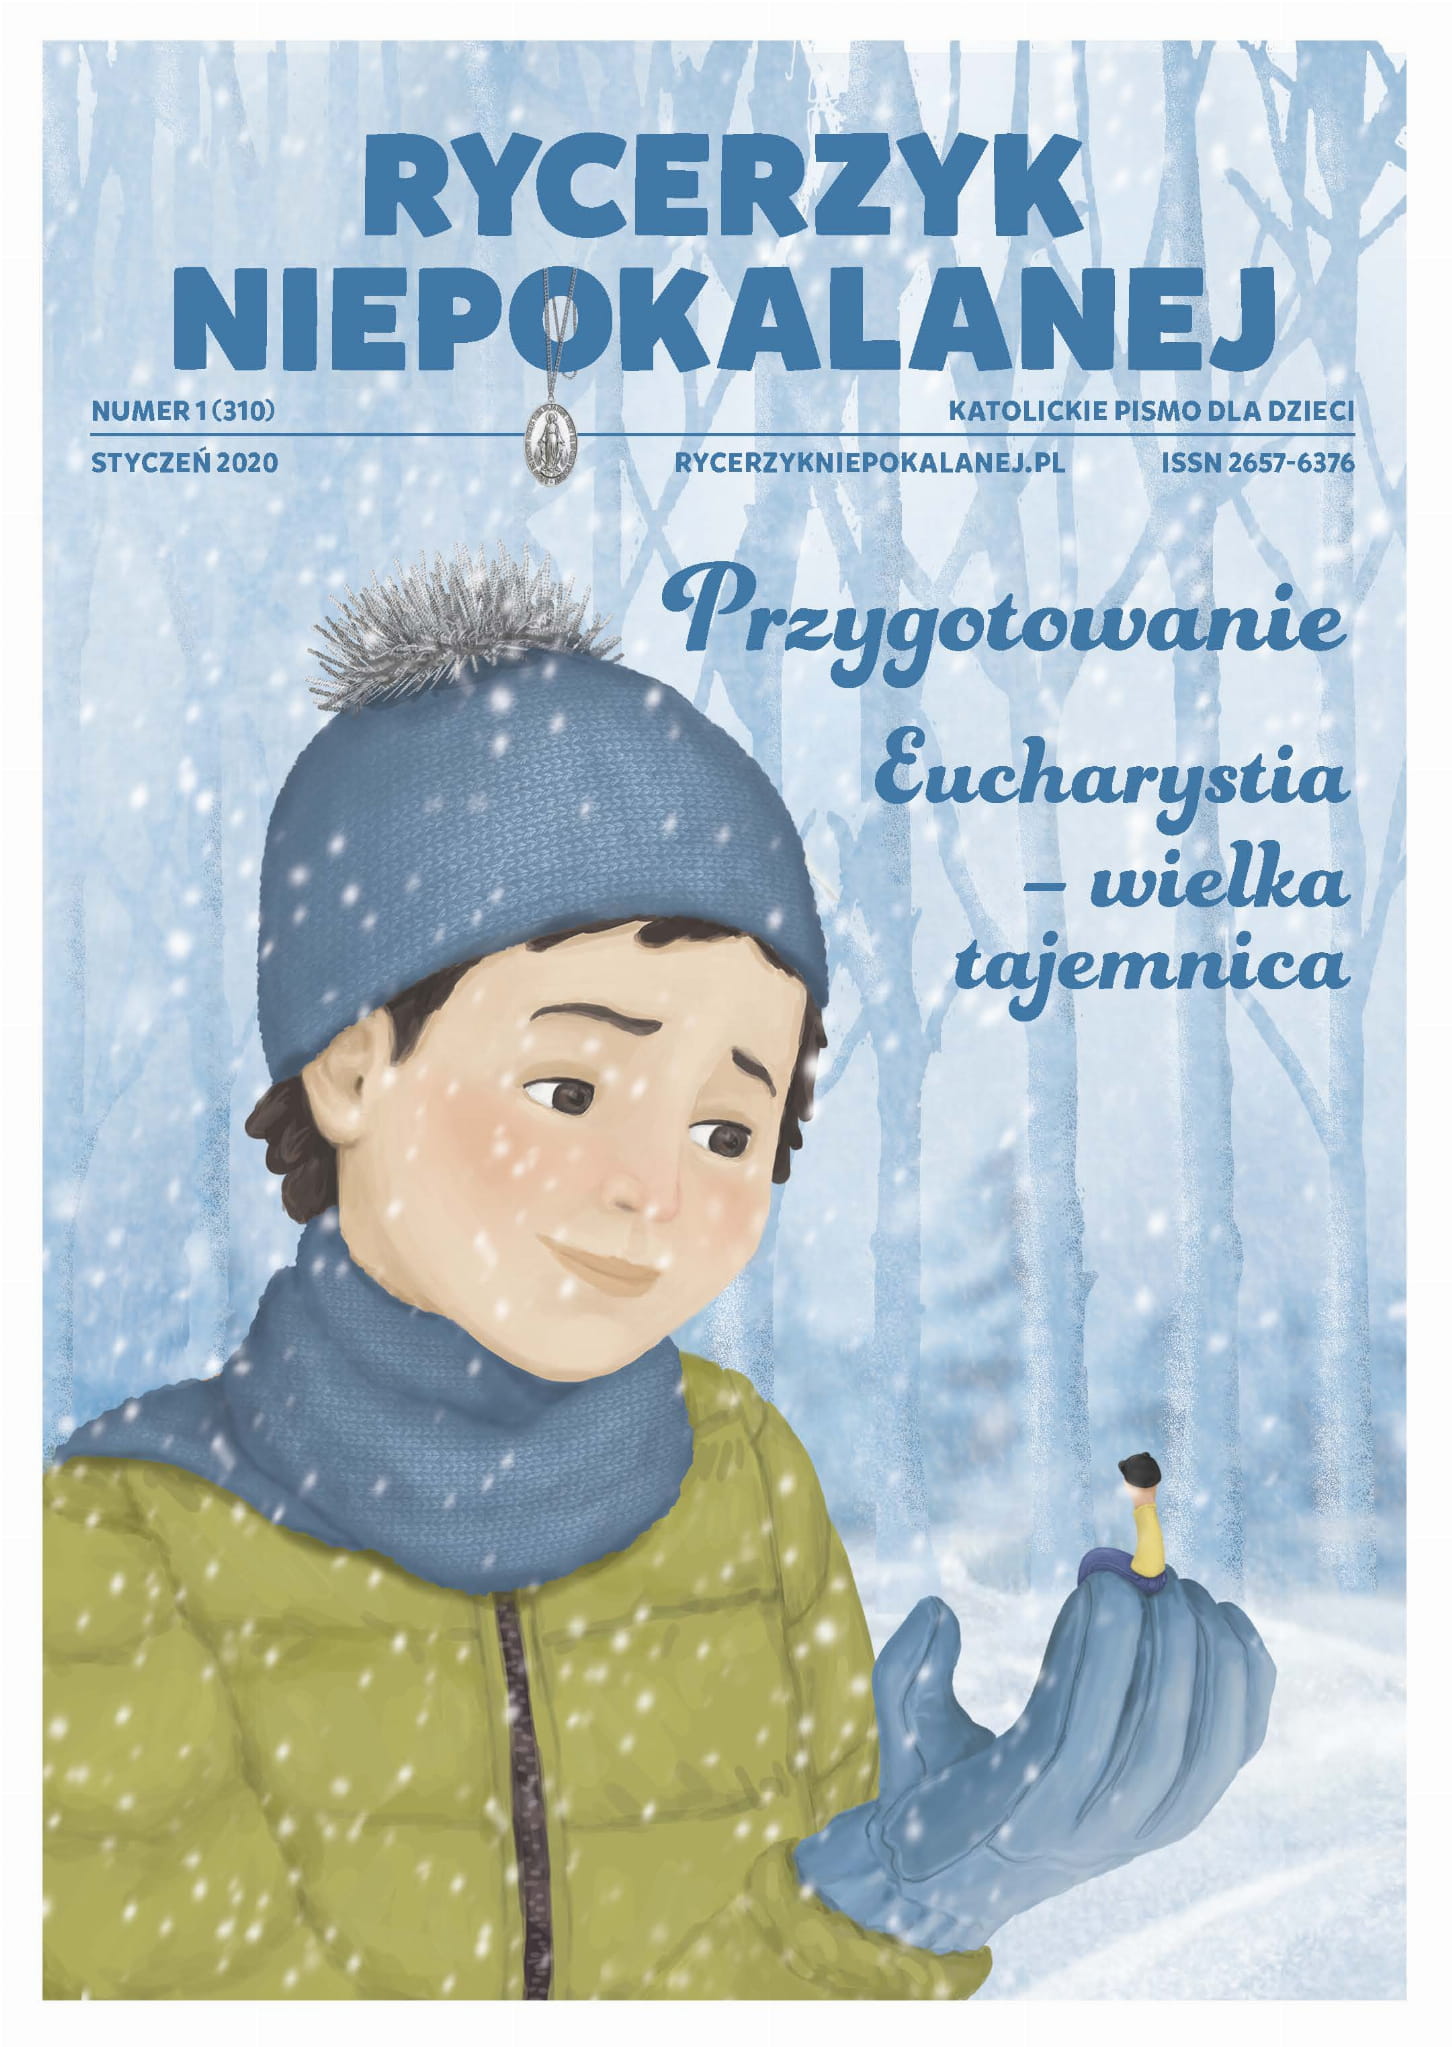 RYCERZYK
NIEPOKALANEJ
NUMER 1 (310)
KATOLICKIE PISMO DLA DZIECI
STYCZEŃ 2020
RYCERZYKNIEPOKALANEJ.PL
ISSN 2657-6376
Przygotowanie
Eucharystia
– wielka
tajemnica